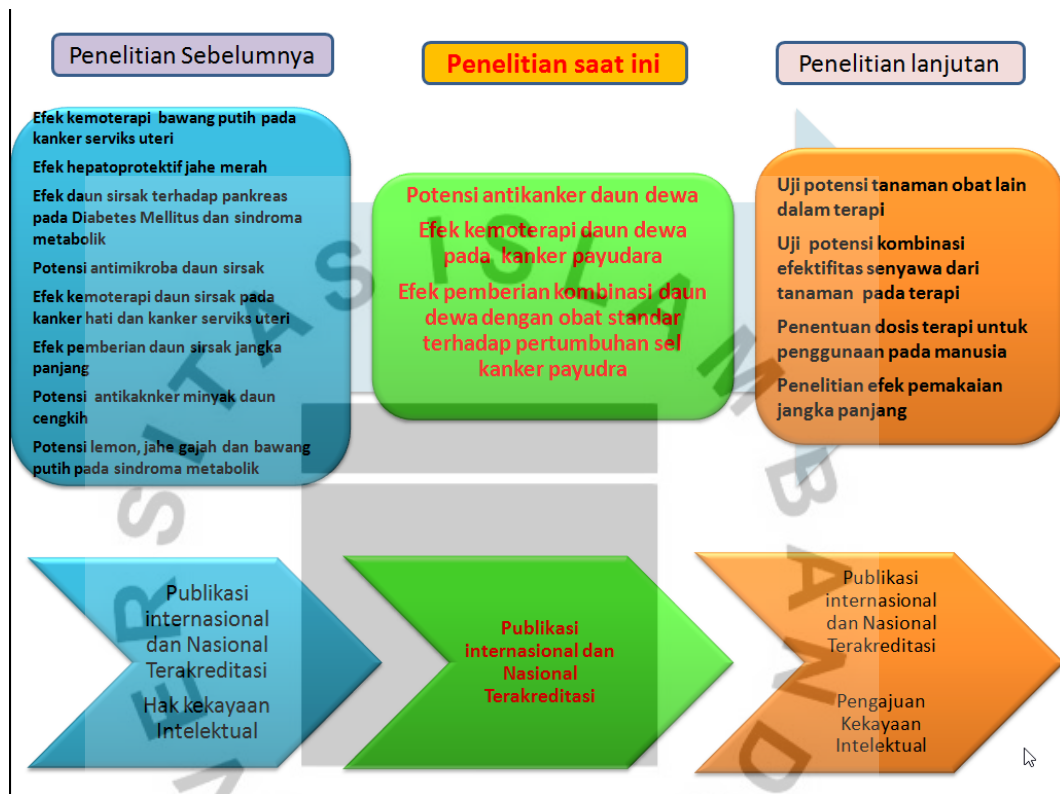 Penelitian Sebelumnya
Efek kemoterapi bawang putih pada
kanker serviks uteri
Efek hepatoprotektif jahe merah
Efek daun sirsak terhadap pankreas
pada Diabetes Mellitus dan sindroma
metabolik
Potensi antimikroba daun sirsak
Efek kemoterapi daun sirsak pada
kanker hati dan kanker serviks uteri
Efek pemberian daun sirsak jangka
panjang
Potensi antikaknker minyak daun
cengkih
Potensi lemon, jahe gajah dan bawang
putih pada sindroma metabolik
Penelitian saat ini
Potensi antikanker daun dewa
Efek kemoterapi daun dewa
pada kanker payudara
Efek pemberian kombinasi daun
dewa dengan obat standar
terhadap pertumbuhan sel
kanker payudra
Penelitian lanjutan
Uji potensi tanaman obat lain
dalam terapi
Uji potensi kombinasi
efektifitas senyawa dari
tanaman pada terapi
Penentuan dosis terapi untuk
penggunaan pada manusia
Penelitian efek pemakaian
jangka panjang
Publikasi
internasional
dan Nasional
Terakreditasi
Hak kekayaan
Intelektual
Publikasi
internasional dan
Nasional
Terakreditasi
Publikasi
internasional
dan Nasional
Terakreditasi
Pengajuan
Kekayaan
Intelektual
VERSITAS ISLAM BAND